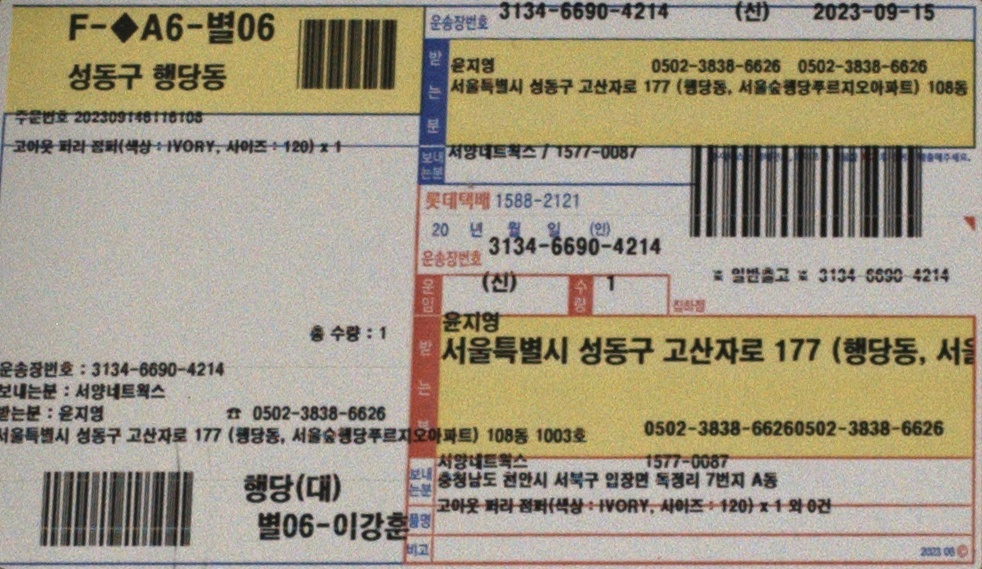 F-◆A6-별06
성동구 행당동
주문번호 202309146116108
고아웃 퍼리 점퍼(색상 : IVORY, 사이즈 : 120) x 1
총 수량 : 1
운송장번호 : 3134-6690-4214
보내는분 : 서양네트웍스
받는분 : 윤지영 ☎ 0502-3838-6626
서울특별시 성동구 고산자로 177 (행당동, 서울숲행당푸르지오아파트) 108동 1003호
행당(대)
별06-이강훈
운송장번호 3134-6690-4214 (신) 2023-09-15
받는분
윤지영 0502-3838-6626 0502-3838-6626
서울특별시 성동구 고산자로 177 (행당동, 서울숲행당푸르지오아파트) 108동
보내는분 서양네트웍스 / 1577-0087
롯데택배 1588-2121
20 년 월 일 (인)
운송장번호 3134-6690-4214
※ 일반출고 ※ 3134-6690-4214
운임 (신) 수량 1 집하점
받는분
윤지영
서울특별시 성동구 고산자로 177 (행당동, 서울
0502-3838-66260502-3838-6626
보내는분 서양네트웍스 1577-0087
충청남도 천안시 서북구 입장면 독정리 7번지 A동
품명 고아웃 퍼리 점퍼(색상 : IVORY, 사이즈 : 120) x 1 외 0건
비고
2023 06 ©